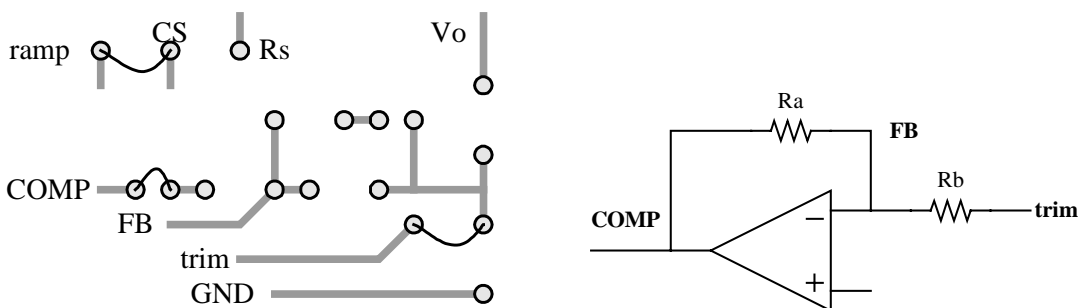 CS
ramp
Rs
Vo
COMP
FB
trim
GND
Ra
FB
Rb
COMP
trim